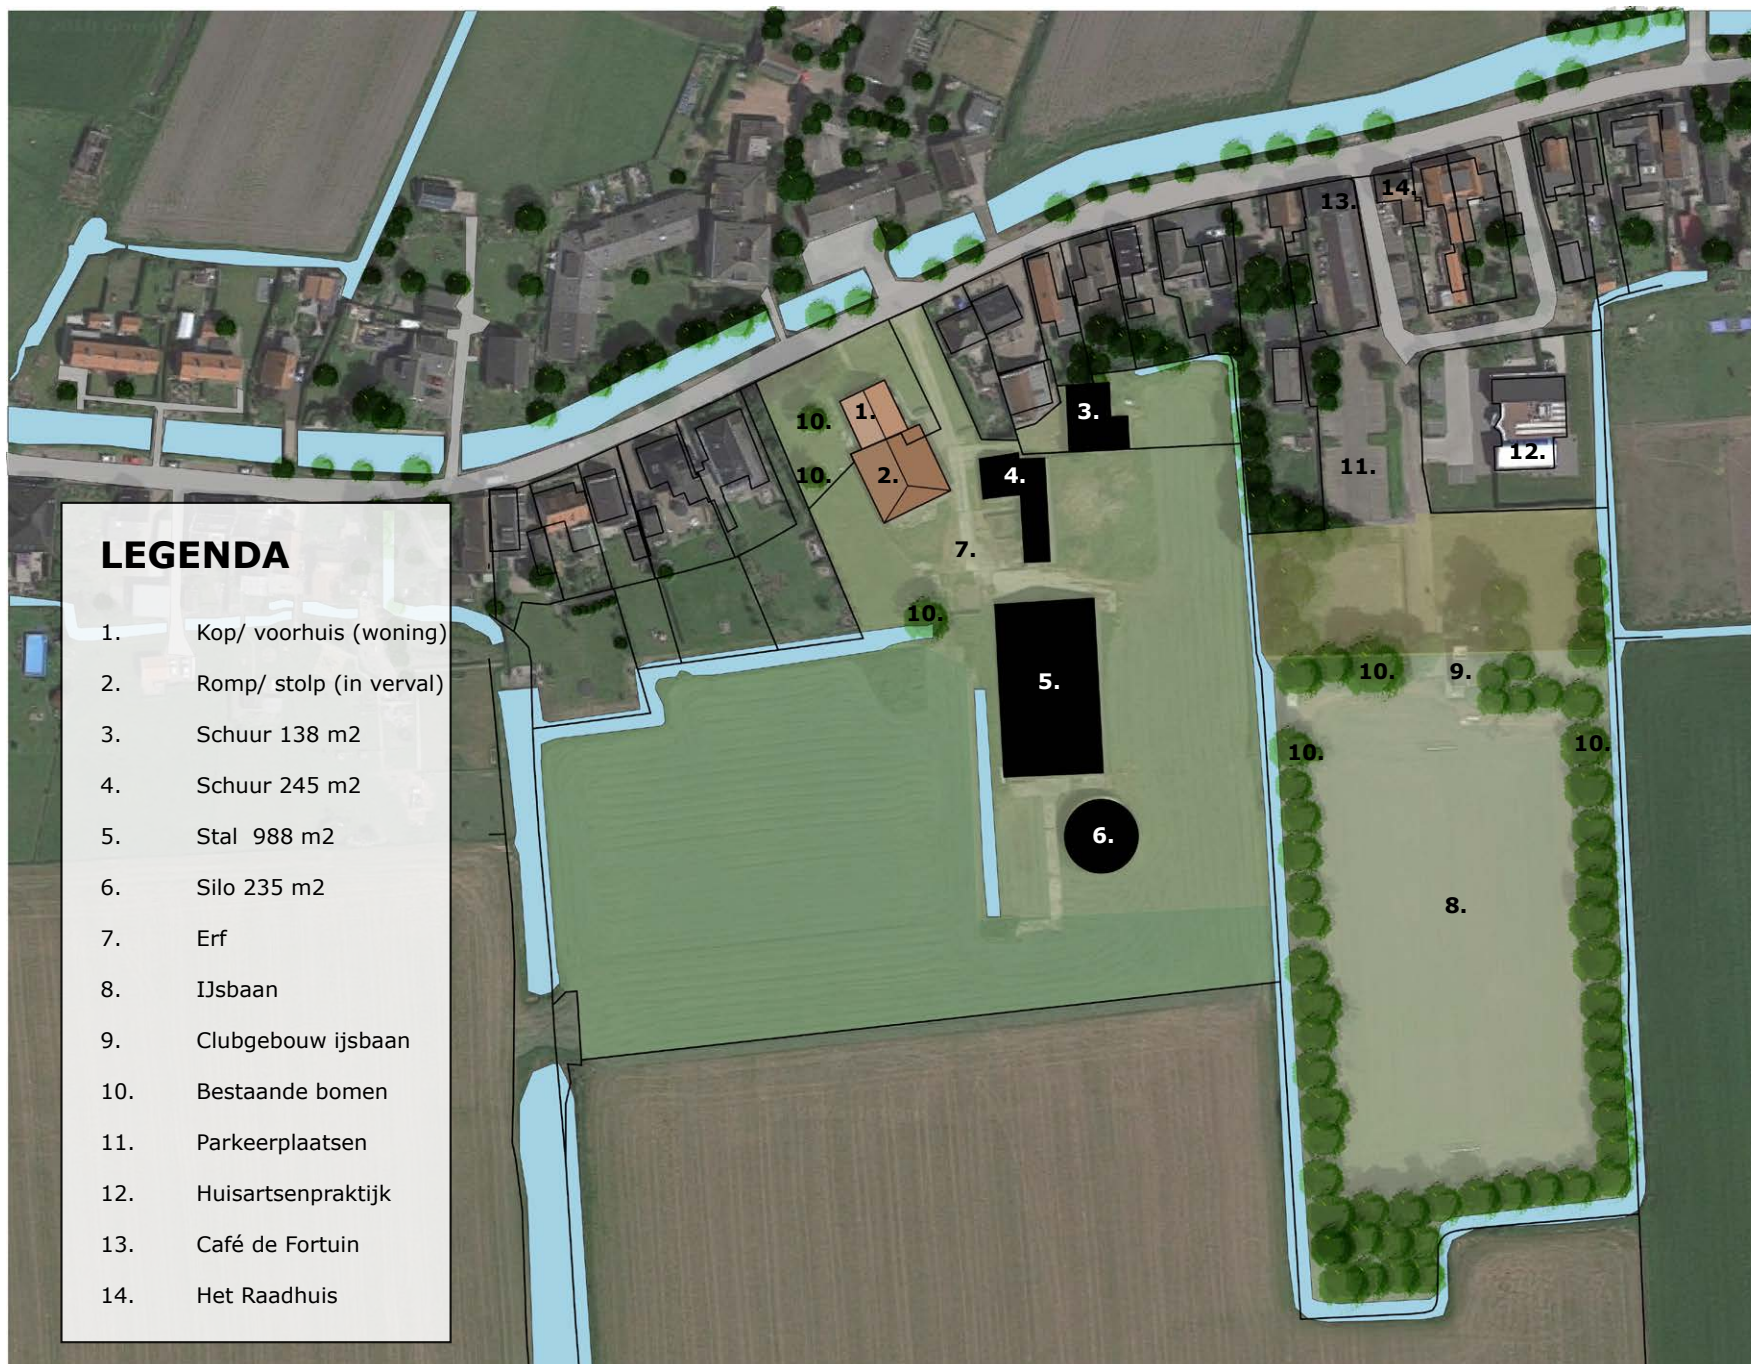 13.
14.
10.
1.
3.
10.
2.
4.
11.
12.
7.
10.
5.
10.
9.
10.
10.
6.
8.
LEGENDA
1. Kop/ voorhuis (woning)
2. Romp/ stolp (in verval)
3. Schuur 138 m2
4. Schuur 245 m2
5. Stal  988 m2
6. Silo 235 m2
7. Erf
8. IJsbaan
9. Clubgebouw ijsbaan
10. Bestaande bomen
11. Parkeerplaatsen
12. Huisartsenpraktijk
13. Café de Fortuin
14. Het Raadhuis